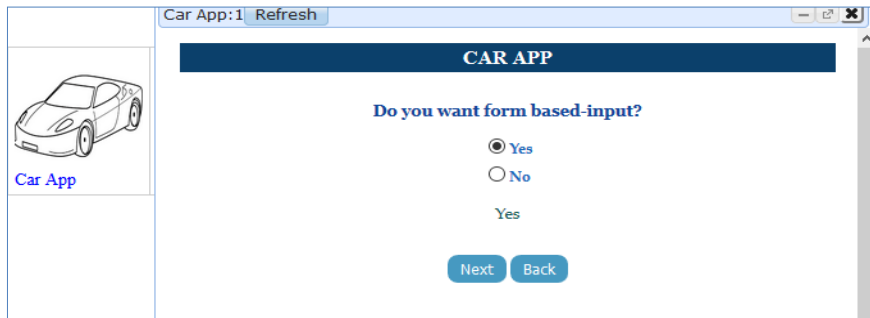 Car App:1 Refresh
CAR APP
Do you want form based-input?
Yes
No
Car App
Yes
Next Back